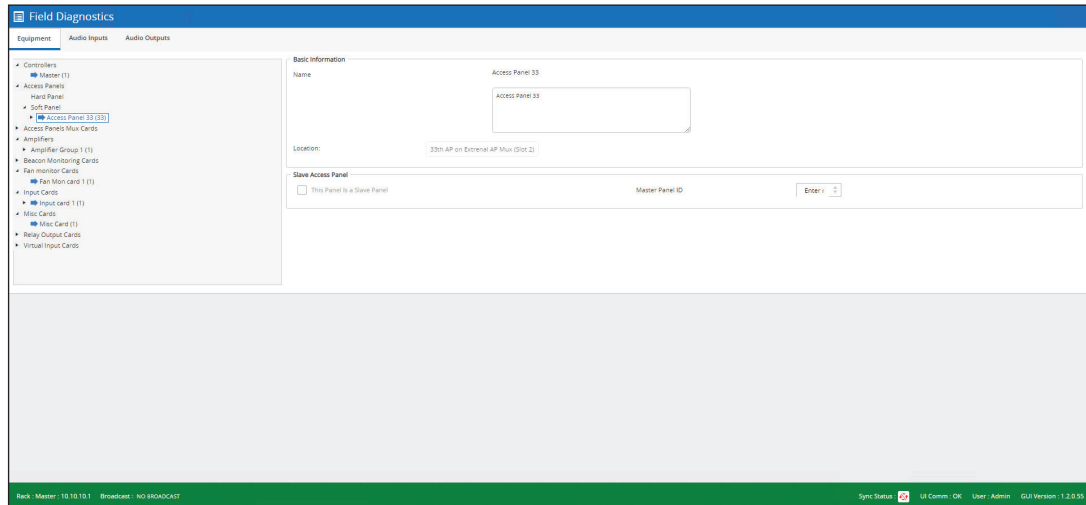 Field Diagnostics
Equipment Audio Inputs Audio Outputs
Controllers
Master (1)
Access Panels
Hard Panel
Soft Panel
Access Panel 33 (33)
Access Panels Mux Cards
Amplifiers
Amplifier Group 1 (1)
Beacon Monitoring Cards
Fan monitor Cards
Fan Mon card 1 (1)
Input Cards
Input card 1 (1)
Misc Cards
Misc Card (1)
Relay Output Cards
Virtual Input Cards
Basic Information
Name Access Panel 33
Access Panel 33
Location: 33th AP on Extrenal AP Mux (Slot 2)
Slave Access Panel
This Panel is a Slave Panel Master Panel ID Enter
Rack : Master : 10.10.10.1 Broadcast : NO BROADCAST Sync Status : UI Comm : OK User : Admin GUI Version : 1.2.0.55